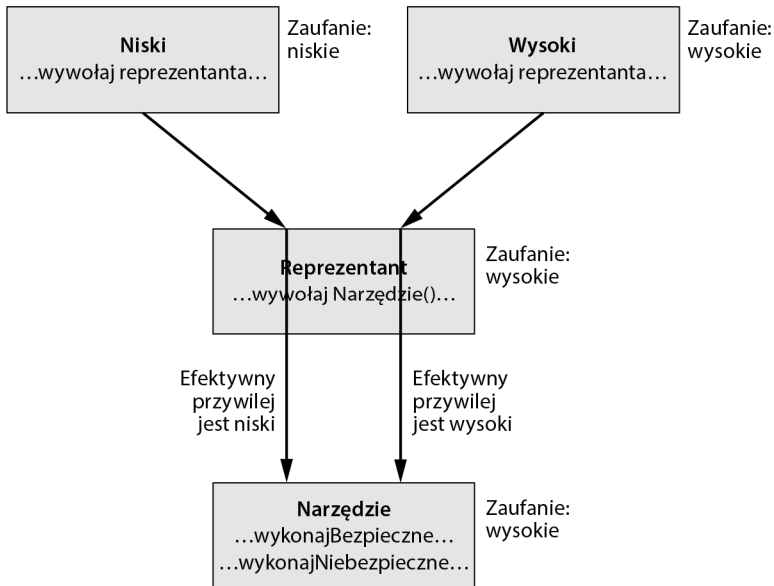 Niski
…wywołaj reprezentanta…
Zaufanie:
niskie
Wysoki
…wywołaj reprezentanta…
Zaufanie:
wysokie
Reprezentant
…wywołaj Narzędzie()…
Zaufanie:
wysokie
Efektywny
przywilej
jest niski
Efektywny
przywilej
jest wysoki
Narzędzie
…wykonajBezpieczne…
…wykonajNiebezpieczne…
Zaufanie:
wysokie